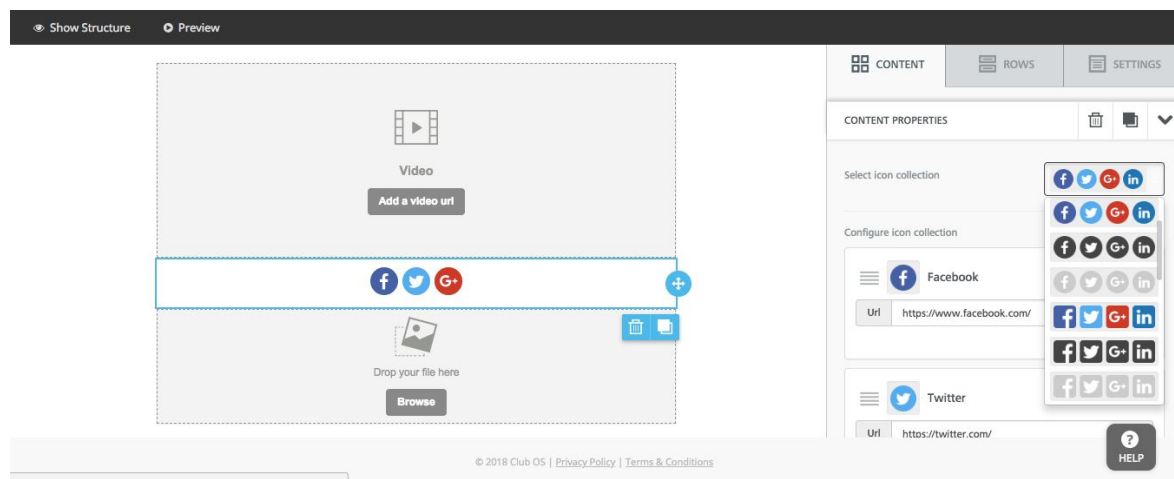 Show Structure
Preview
CONTENT
ROWS
SETTINGS
CONTENT PROPERTIES
Video
Add a video url
Select icon collection
Configure icon collection
Facebook
Url https://www.facebook.com/
Drop your file here
Browse
Twitter
Url https://twitter.com/
HELP
© 2018 Club OS | Privacy Policy | Terms & Conditions